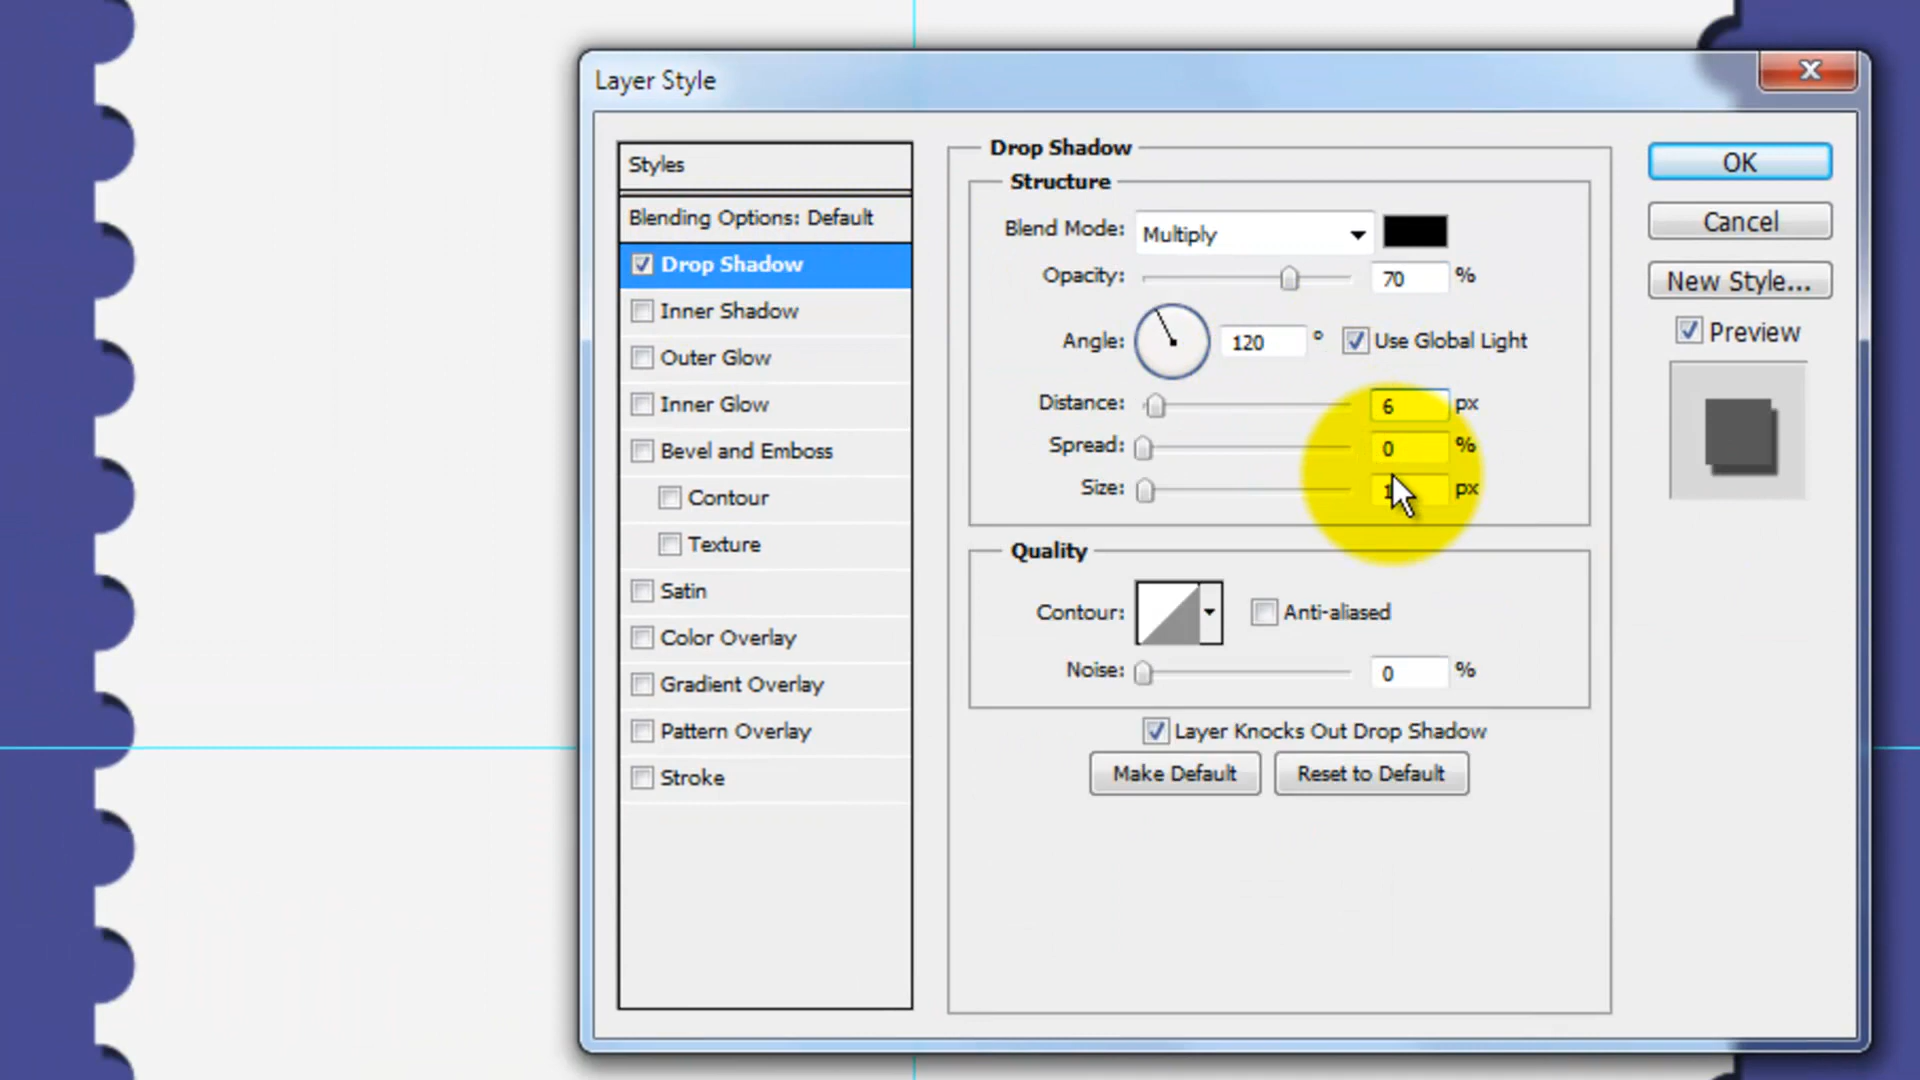 Layer Style
Styles
Blending Options: Default
Drop Shadow
Inner Shadow
Outer Glow
Inner Glow
Bevel and Emboss
Contour
Texture
Satin
Color Overlay
Gradient Overlay
Pattern Overlay
Stroke
Drop Shadow
Structure
Blend Mode: Multiply
Opacity: 70 %
Angle: 120 ° Use Global Light
Distance: 6 px
Spread: 0 %
Size: px
Quality
Contour: Anti-aliased
Noise: 0 %
Layer Knocks Out Drop Shadow
Make Default Reset to Default
OK
Cancel
New Style...
Preview